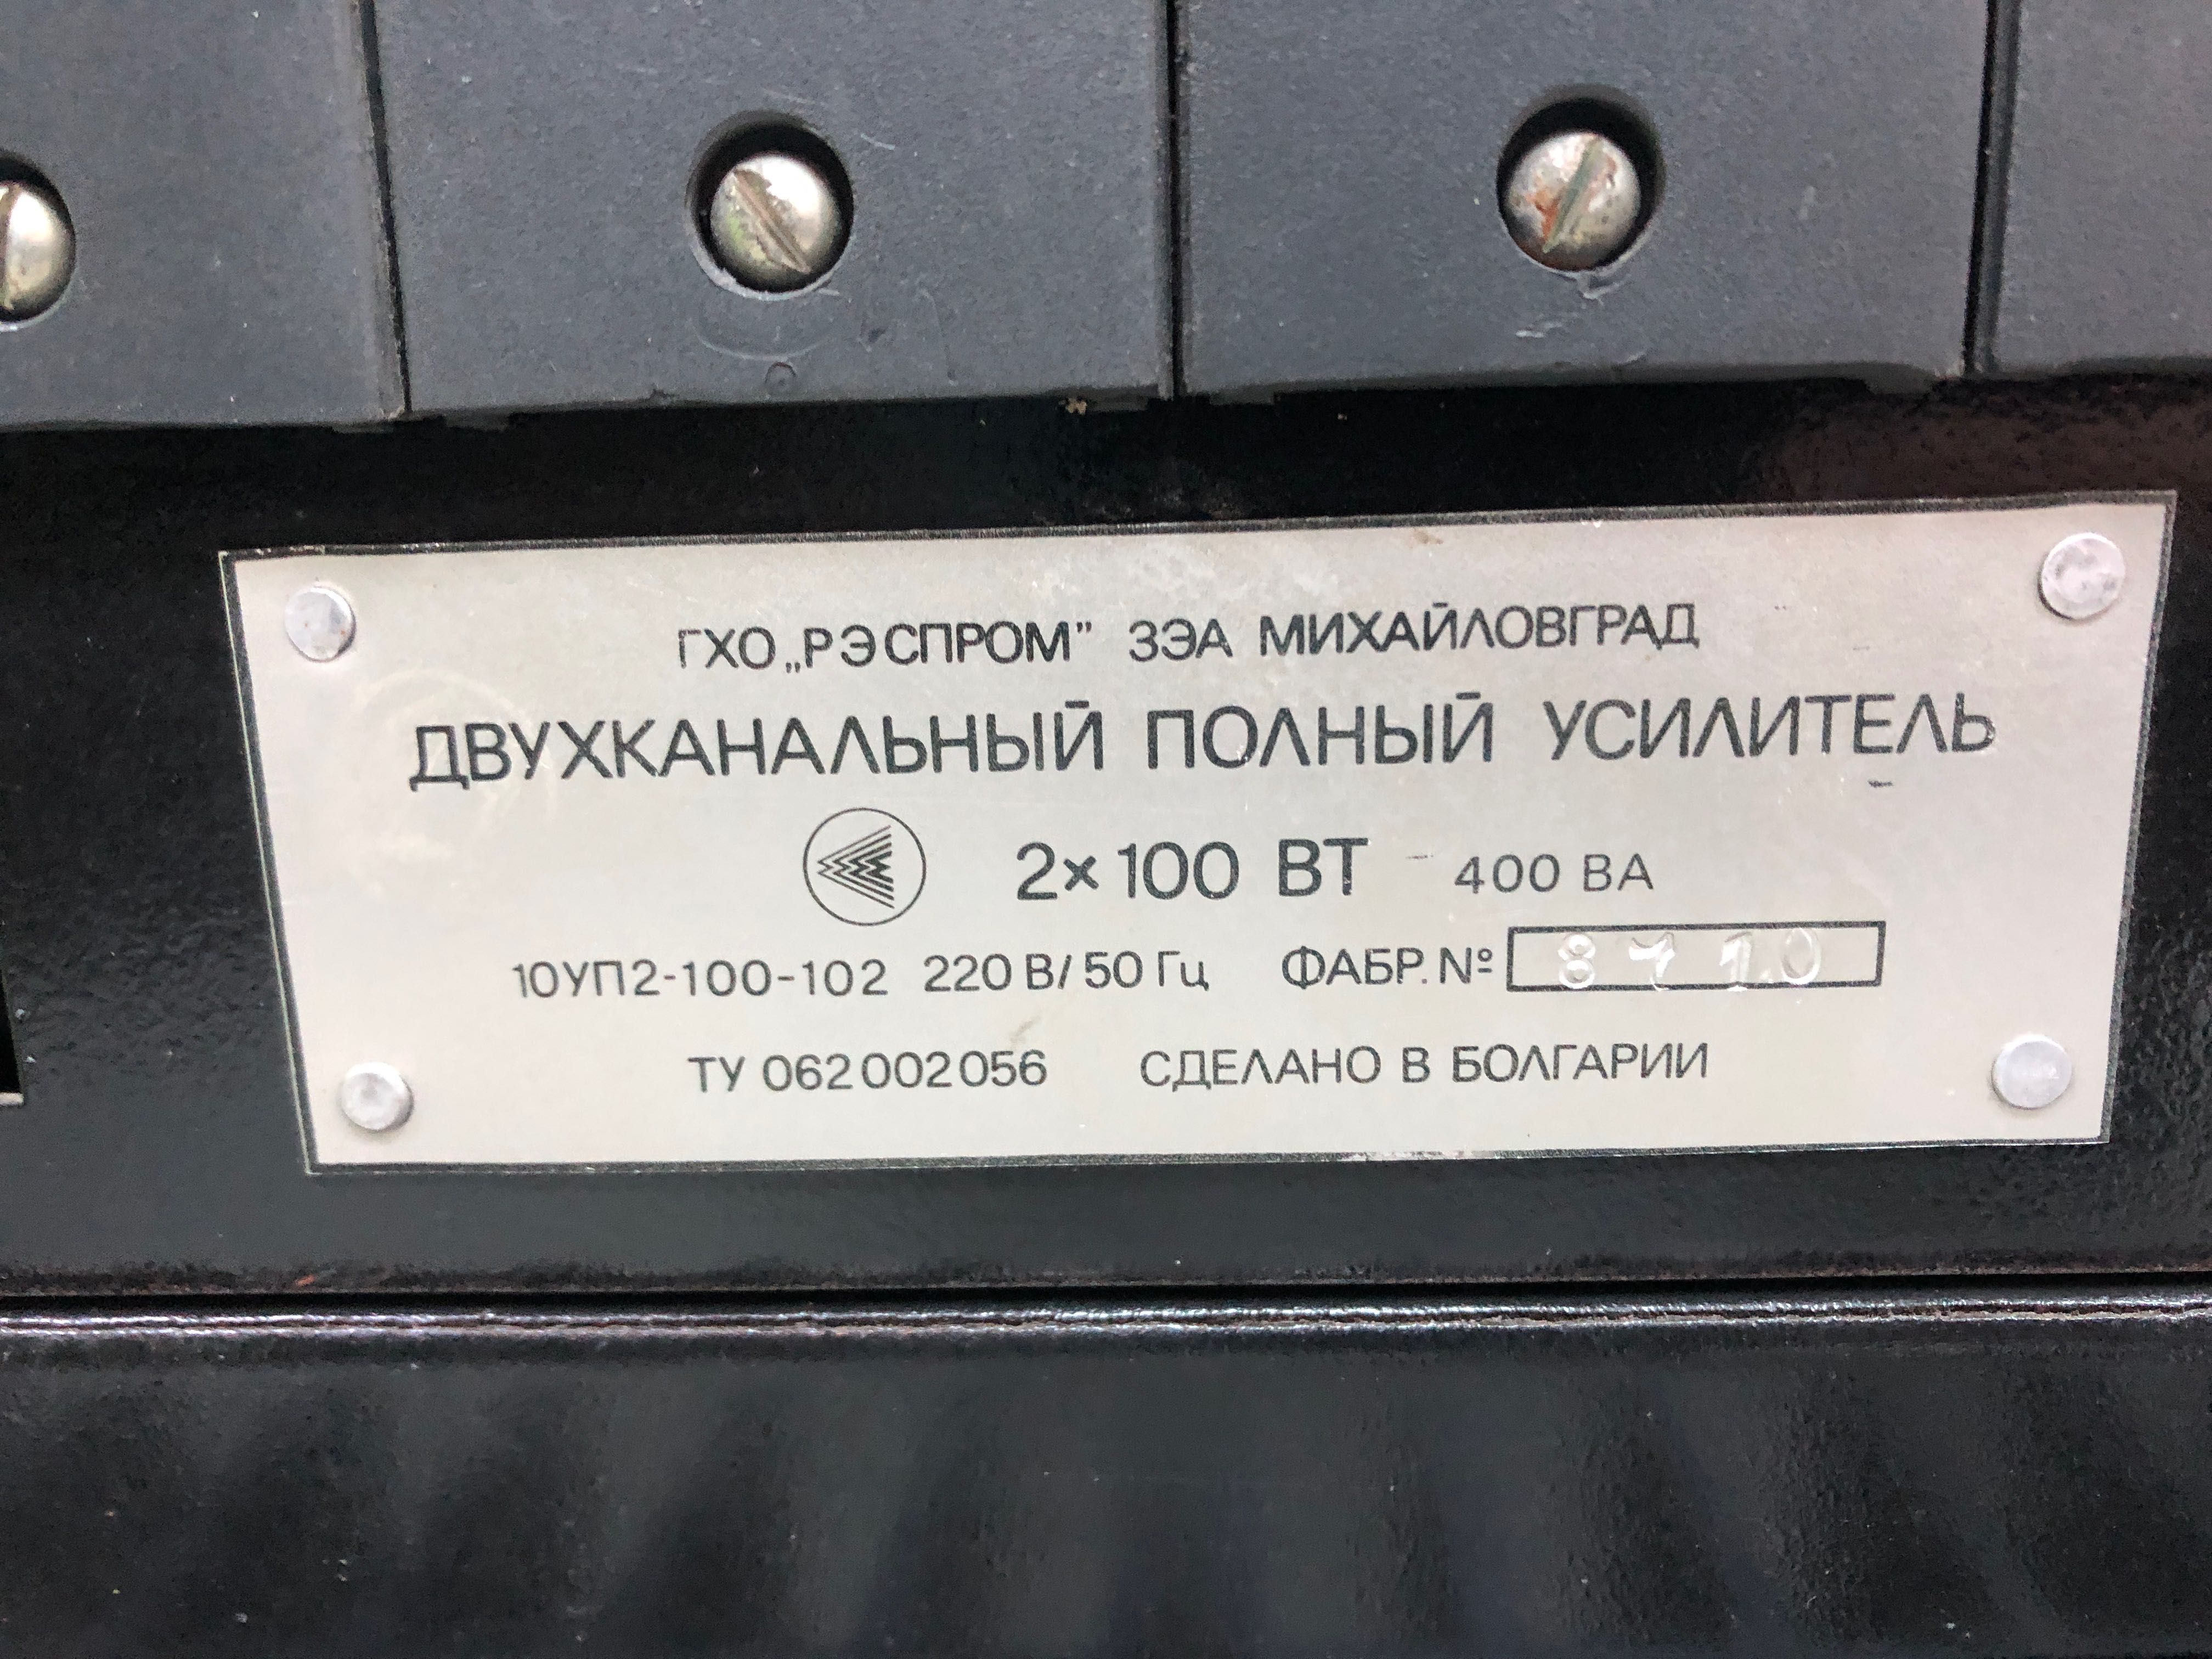 ГХО „РЭСПРОМ” ЗЭА МИХАЙЛОВГРАД
ДВУХКАНАЛЬНЫЙ ПОЛНЫЙ УСИЛИТЕЛЬ
2×100 ВТ 400 ВА
10УП2-100-102 220 В/50 Гц ФАБР. № 8710
ТУ 062002056 СДЕЛАНО В БОЛГАРИИ